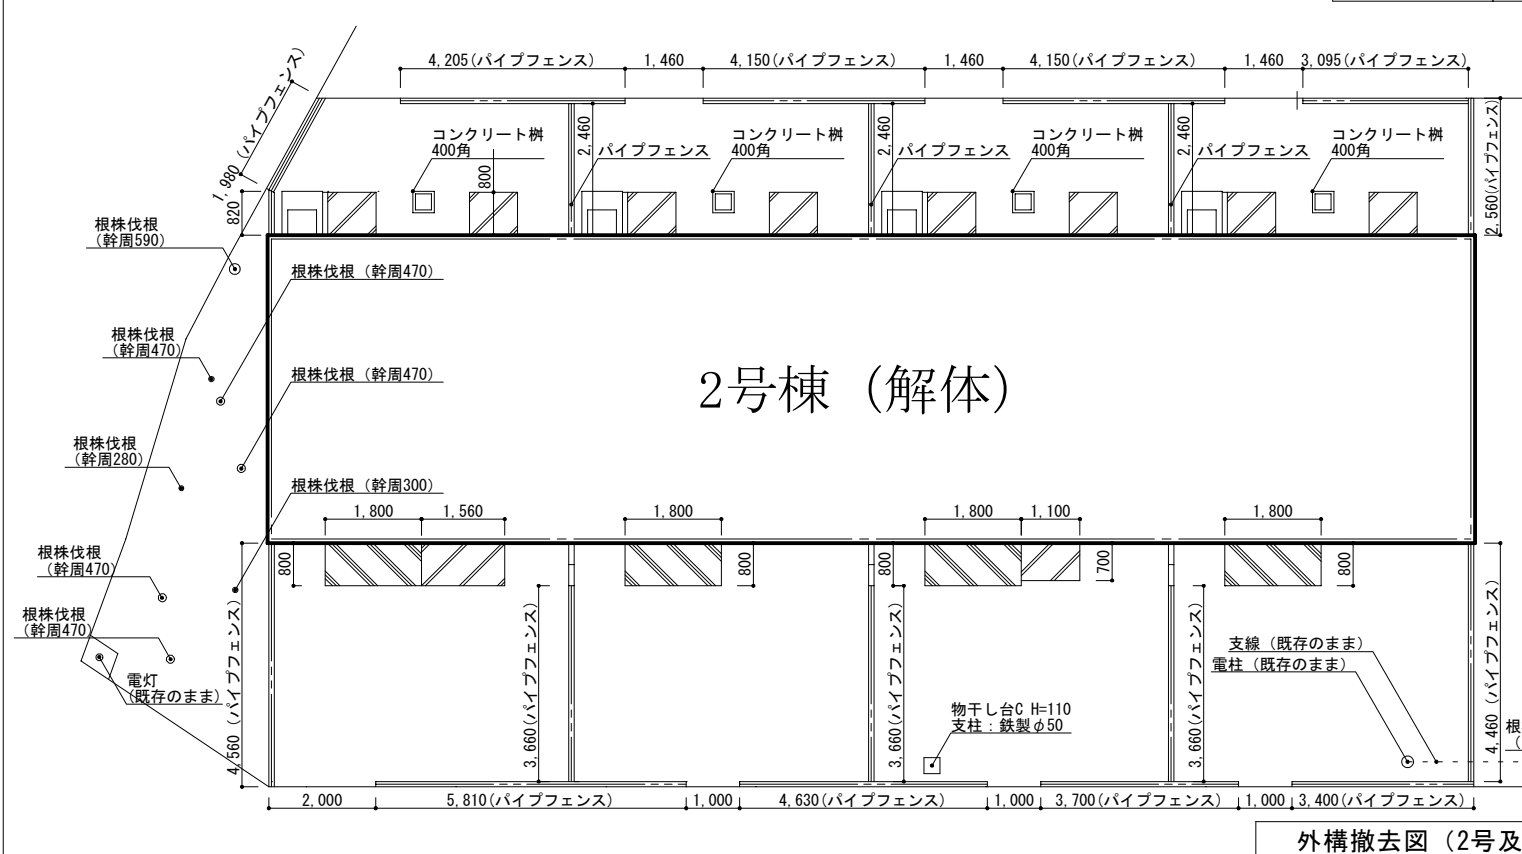 4,205(パイプフェンス)
1,460
4,150(パイプフェンス)
1,460
4,150(パイプフェンス)
1,460
3,095(パイプフェンス)
1,980 (パイプフェンス)
820
コンクリート桝
400角
800
2,460
パイプフェンス
コンクリート桝
400角
2,460
パイプフェンス
コンクリート桝
400角
2,460
パイプフェンス
コンクリート桝
400角
2,560(パイプフェンス)
根株伐根
(幹周590)
根株伐根 (幹周470)
根株伐根
(幹周470)
根株伐根 (幹周470)
2号棟 (解体)
根株伐根
(幹周280)
根株伐根 (幹周300)
1,800
1,560
1,800
1,800
1,100
1,800
根株伐根
(幹周470)
800
800
800
700
800
根株伐根
(幹周470)
電灯
(既存のまま)
4,560 (パイプフェンス)
3,660(パイプフェンス)
3,660(パイプフェンス)
3,660(パイプフェンス)
4,460 (パイプフェンス)
支線 (既存のまま)
電柱 (既存のまま)
物干し台C H=110
支柱：鉄製φ50
根
(
2,000
5,810(パイプフェンス)
1,000
4,630(パイプフェンス)
1,000
3,700(パイプフェンス)
1,000
3,400(パイプフェンス)
外構撤去図 (2号及